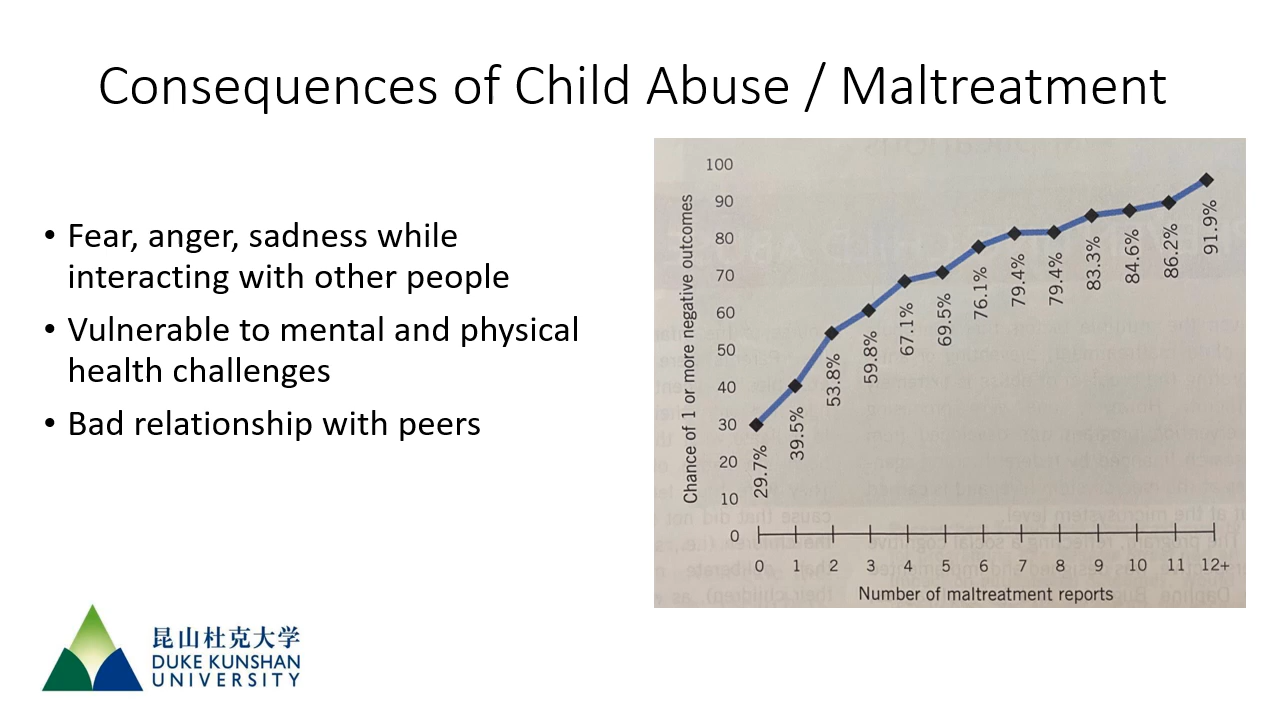 Consequences of Child Abuse / Maltreatment
• Fear, anger, sadness while
interacting with other people
• Vulnerable to mental and physical
health challenges
• Bad relationship with peers
Chance of 1 or more negative outcomes
100
90
80
70
60
50
40
30
20
10
0
29.7%
39.5%
53.8%
59.8%
67.1%
69.5%
76.1%
79.4%
79.4%
83.3%
84.6%
86.2%
91.9%
0 1 2 3 4 5 6 7 8 9 10 11 12+
Number of maltreatment reports
昆山杜克大学
DUKE KUNSHAN
UNIVERSITY